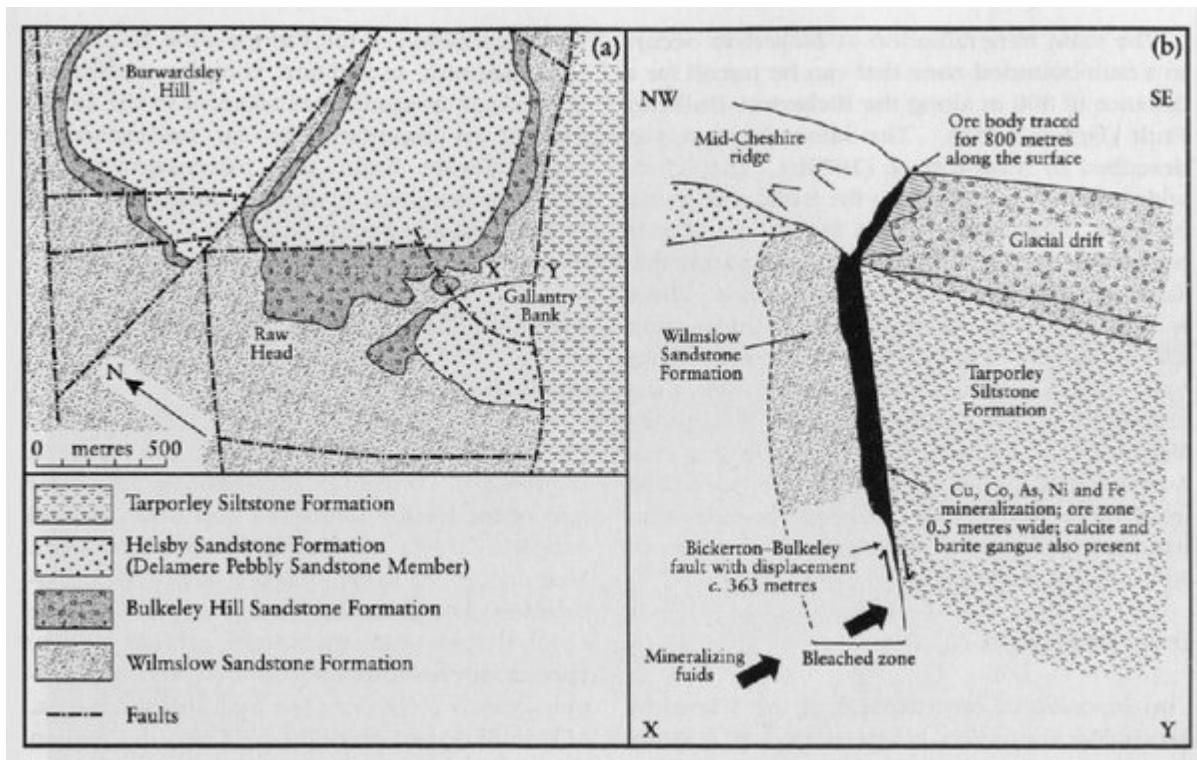 (a)
Burwardsley
Hill
X Y
Gallantry
Bank
Raw
Head
N
0 metres 500
Tarporley Siltstone Formation
Helsby Sandstone Formation
(Delamere Pebbly Sandstone Member)
Bulkeley Hill Sandstone Formation
Wilmslow Sandstone Formation
Faults
(b)
NW
SE
Mid-Cheshire
ridge
Ore body traced
for 800 metres
along the surface
Glacial drift
Wilmslow
Sandstone
Formation
Tarporley
Siltstone
Formation
Cu, Co, As, Ni and Fe
mineralization; ore zone
0.5 metres wide; calcite and
barite gangue also present
Bickerton–Bulkeley
fault with displacement
c. 363 metres
Mineralizing
fuids
Bleached zone
X
Y